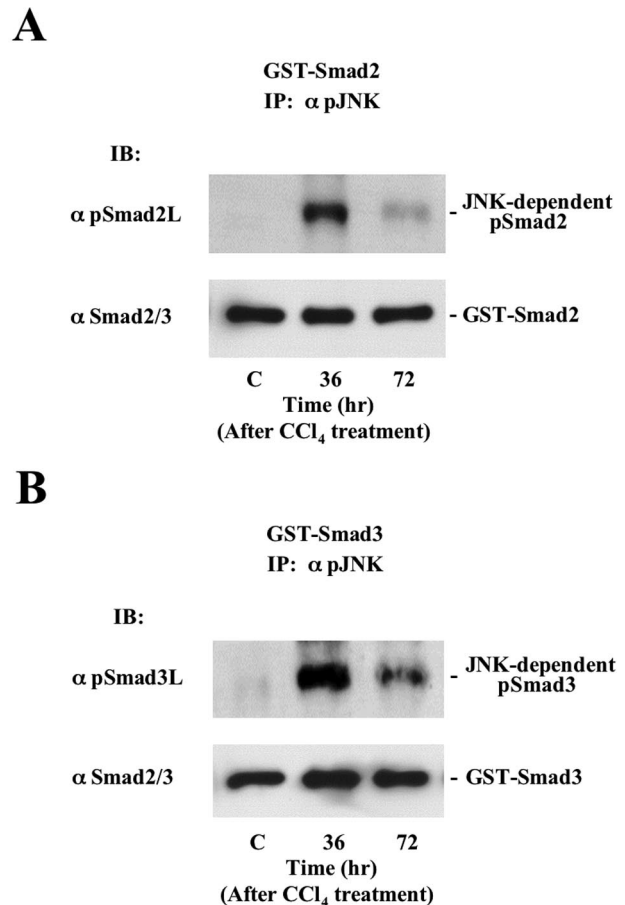 A
GST-Smad2
IP: α pJNK
IB:
α pSmad2L
- JNK-dependent
pSmad2
α Smad2/3
- GST-Smad2
C 36 72
Time (hr)
(After CCl₄ treatment)
B
GST-Smad3
IP: α pJNK
IB:
α pSmad3L
- JNK-dependent
pSmad3
α Smad2/3
- GST-Smad3
C 36 72
Time (hr)
(After CCl₄ treatment)